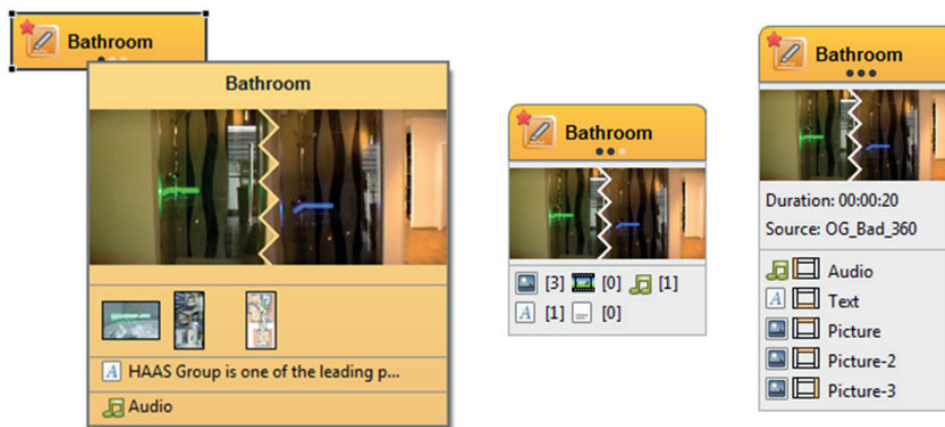 Bathroom
Bathroom
A HAAS Group is one of the leading p...
Audio
Bathroom
[3] [0] [1]
A [1] [0]
Bathroom
Duration: 00:00:20
Source: OG_Bad_360
Audio
A Text
Picture
Picture-2
Picture-3